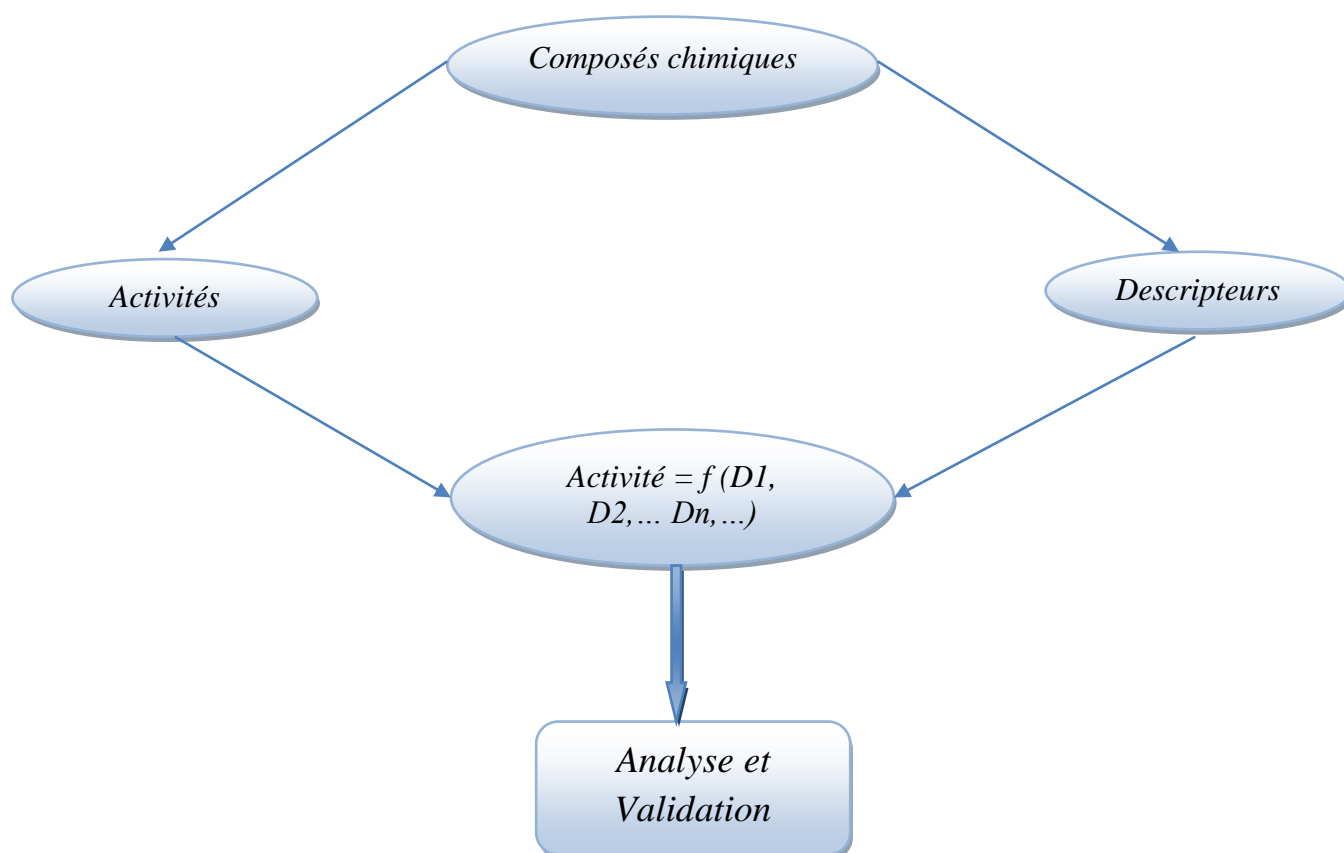 Composés chimiques
Activités
Descripteurs
Activité = f (D1,
D2,... Dn,...)
Analyse et
Validation